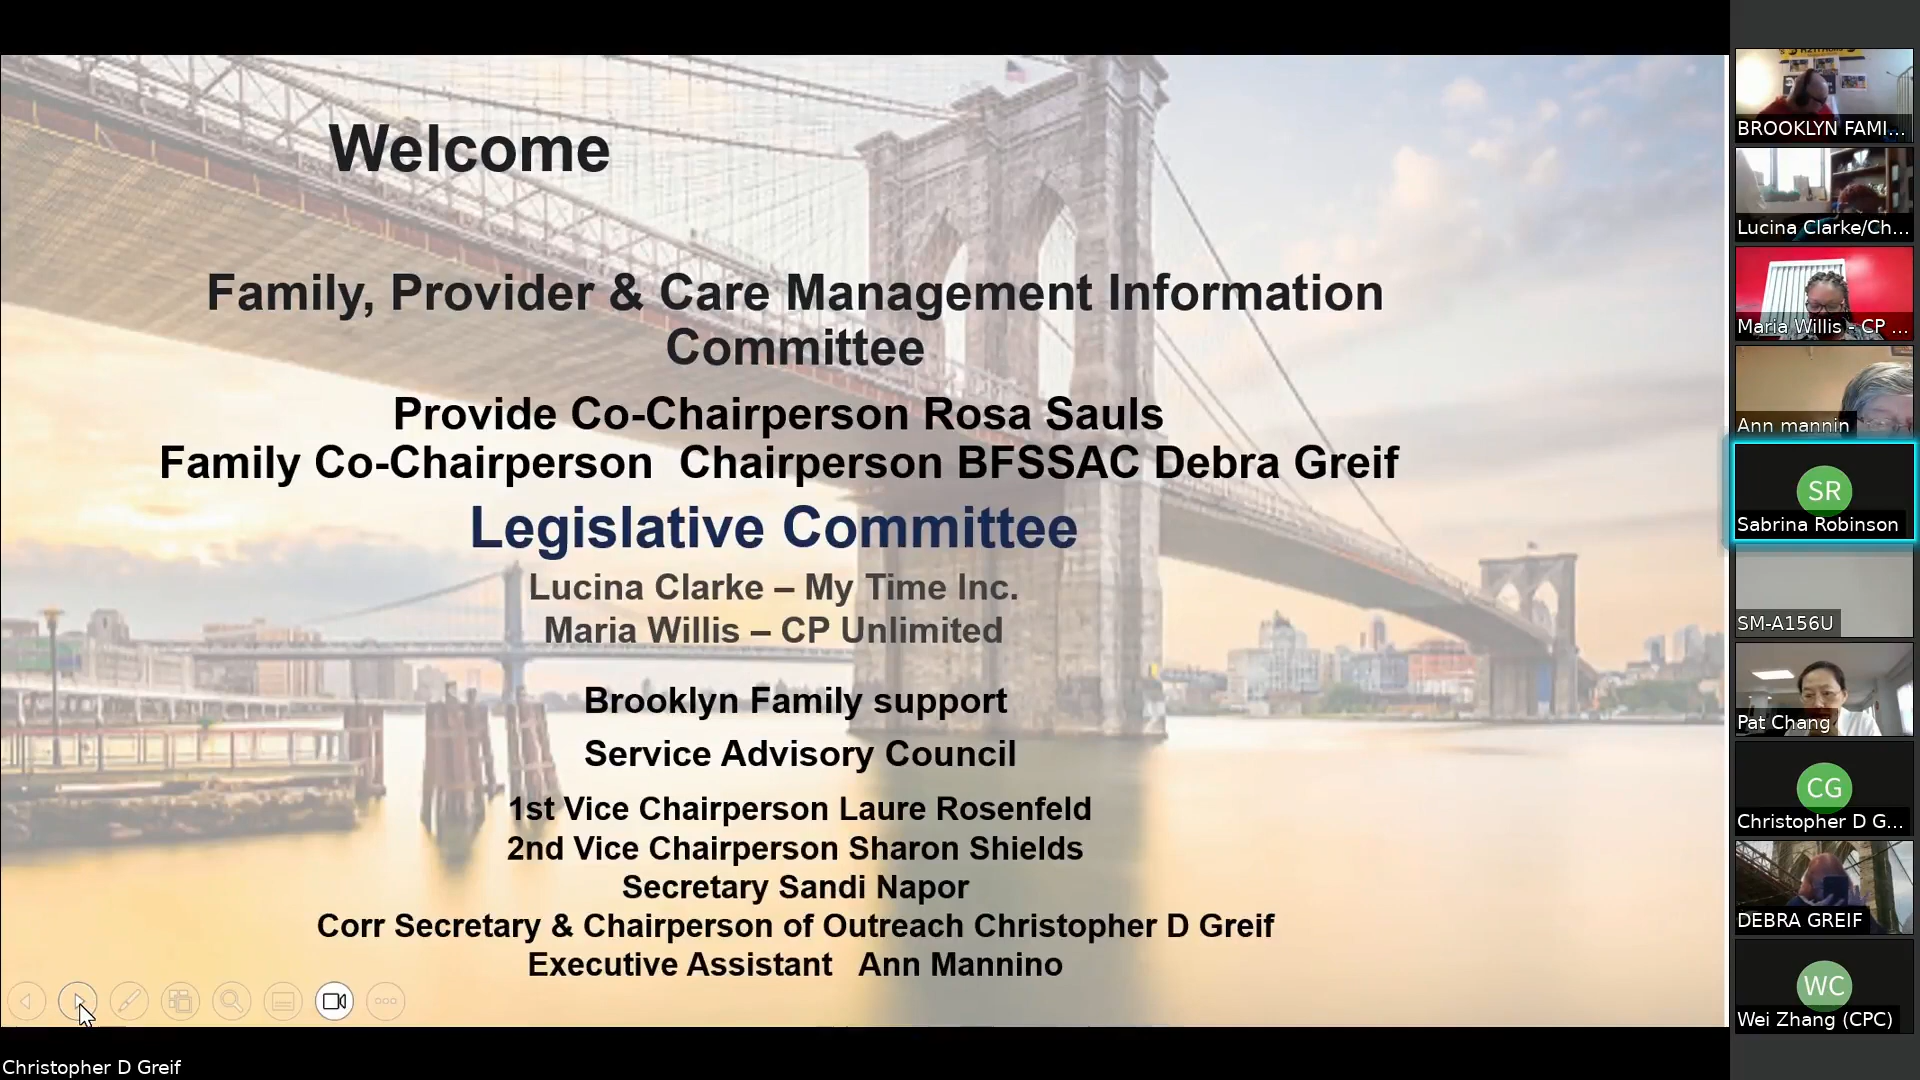 Welcome
Family, Provider & Care Management Information
Committee
Provide Co-Chairperson Rosa Sauls
Family Co-Chairperson  Chairperson BFSSAC Debra Greif
Legislative Committee
Lucina Clarke – My Time Inc.
Maria Willis – CP Unlimited
Brooklyn Family support
Service Advisory Council
1st Vice Chairperson Laure Rosenfeld
2nd Vice Chairperson Sharon Shields
Secretary Sandi Napor
Corr Secretary & Chairperson of Outreach Christopher D Greif
Executive Assistant   Ann Mannino
Christopher D Greif
BROOKLYN FAMI...
Lucina Clarke/Ch...
Maria Willis - CP ...
Ann mannin
SR
Sabrina Robinson
SM-A156U
Pat Chang
CG
Christopher D G...
DEBRA GREIF
WC
Wei Zhang (CPC)